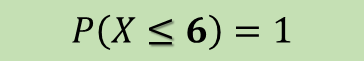 P(X ≤ 6) = 1